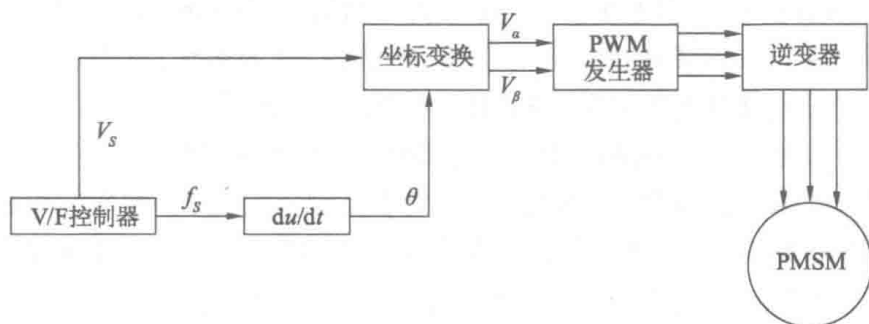 坐标变换
V_α
V_β
PWM
发生器
逆变器
V_S
V/F控制器
f_S
du/dt
θ
PMSM